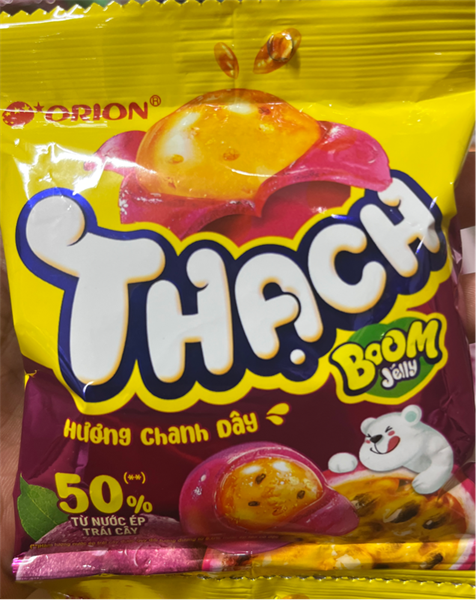 ORION®
THẠCH
BOOM
Jelly
Hương Chanh Dây
50%(**)
TỪ NƯỚC ÉP
TRÁI CÂY